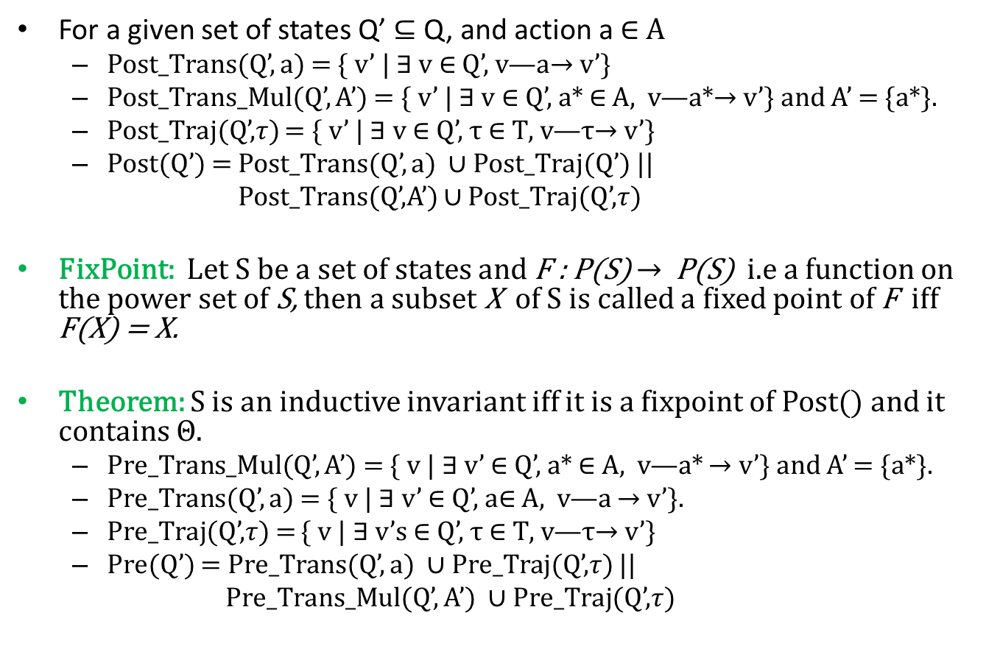 • For a given set of states Q’ ⊆ Q, and action a ∈ A
– Post_Trans(Q’, a) = { v’ | ∃ v ∈ Q’, v—a→ v’}
– Post_Trans_Mul(Q’, A’) = { v’ | ∃ v ∈ Q’, a* ∈ A, v—a*→ v’} and A’ = {a*}.
– Post_Traj(Q’,τ) = { v’ | ∃ v ∈ Q’, τ ∈ T, v—τ→ v’}
– Post(Q’) = Post_Trans(Q’, a) ∪ Post_Traj(Q’) ||
Post_Trans(Q’,A’) ∪ Post_Traj(Q’,τ)
• FixPoint: Let S be a set of states and F : P(S) → P(S) i.e a function on
the power set of S, then a subset X of S is called a fixed point of F iff
F(X) = X.
• Theorem: S is an inductive invariant iff it is a fixpoint of Post() and it
contains Θ.
– Pre_Trans_Mul(Q’, A’) = { v | ∃ v’ ∈ Q’, a* ∈ A, v—a* → v’} and A’ = {a*}.
– Pre_Trans(Q’, a) = { v | ∃ v’ ∈ Q’, a∈ A, v—a → v’}.
– Pre_Traj(Q’,τ) = { v | ∃ v’s ∈ Q’, τ ∈ T, v—τ→ v’}
– Pre(Q’) = Pre_Trans(Q’, a) ∪ Pre_Traj(Q’,τ) ||
Pre_Trans_Mul(Q’, A’) ∪ Pre_Traj(Q’,τ)